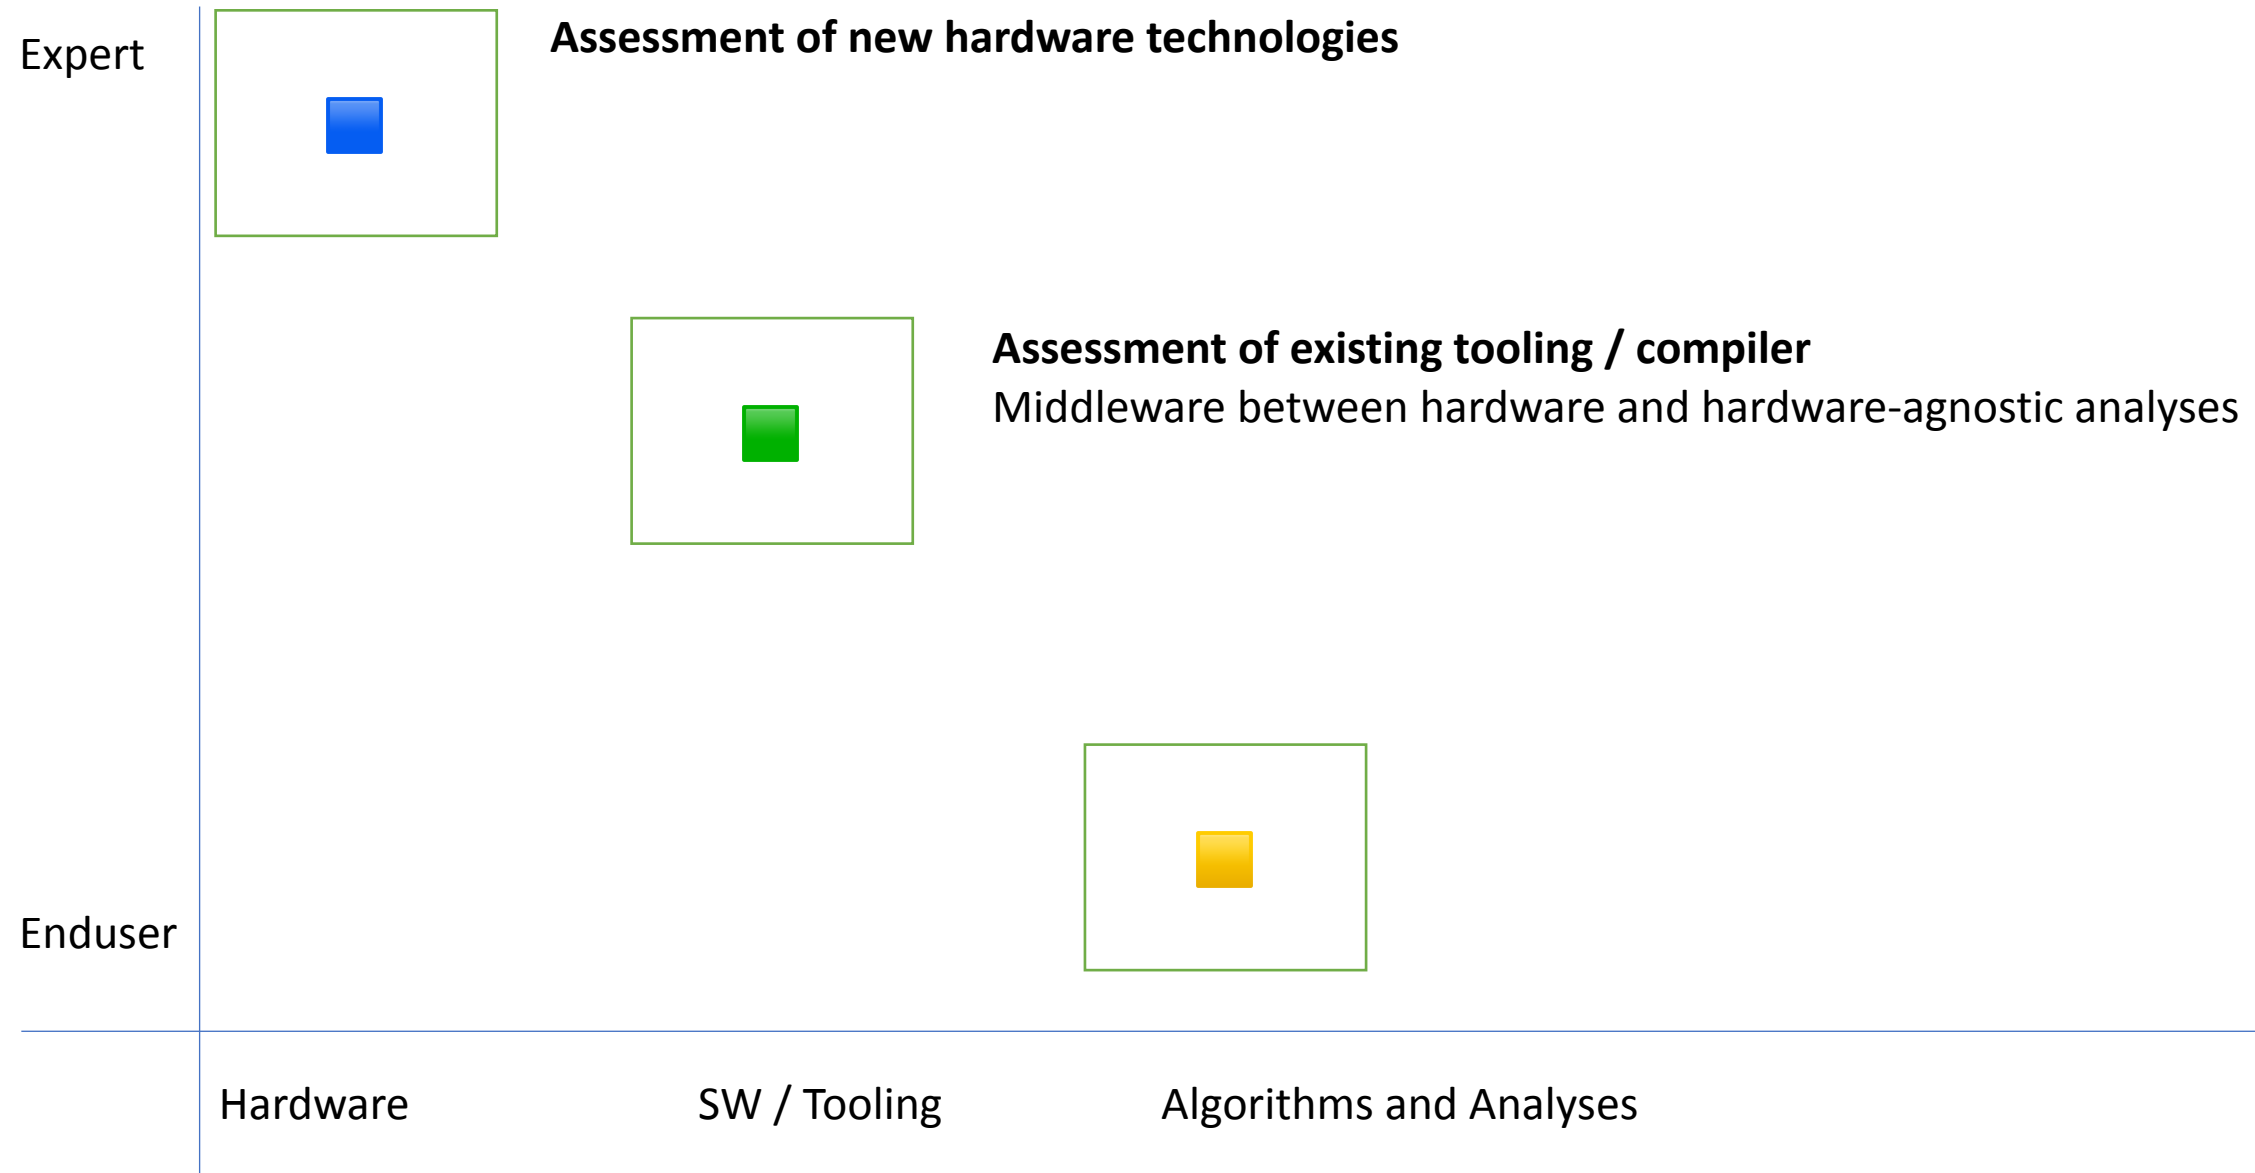 Expert
Assessment of new hardware technologies
Assessment of existing tooling / compiler
Middleware between hardware and hardware-agnostic analyses
Enduser
Hardware
SW / Tooling
Algorithms and Analyses